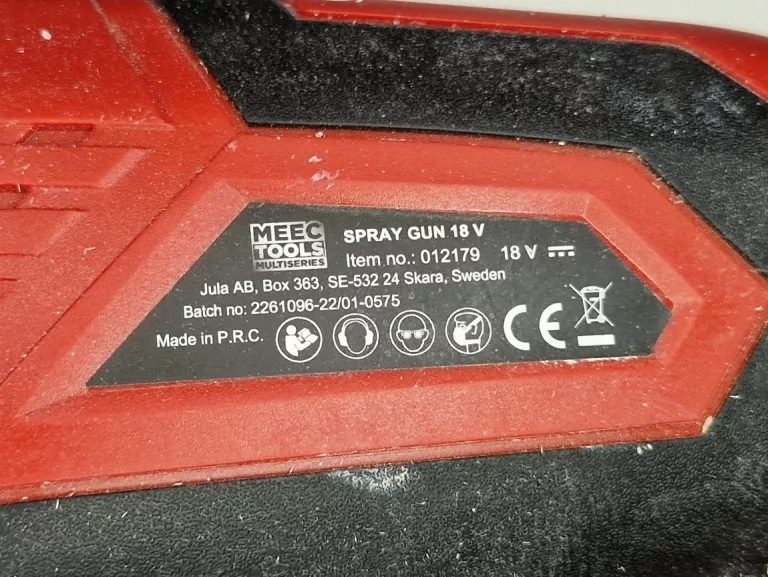 MEEC
TOOLS
MULTISERIES
SPRAY GUN 18 V
Item no.: 012179 18 V
Jula AB, Box 363, SE-532 24 Skara, Sweden
Batch no: 2261096-22/01-0575
Made in P.R.C.
CE